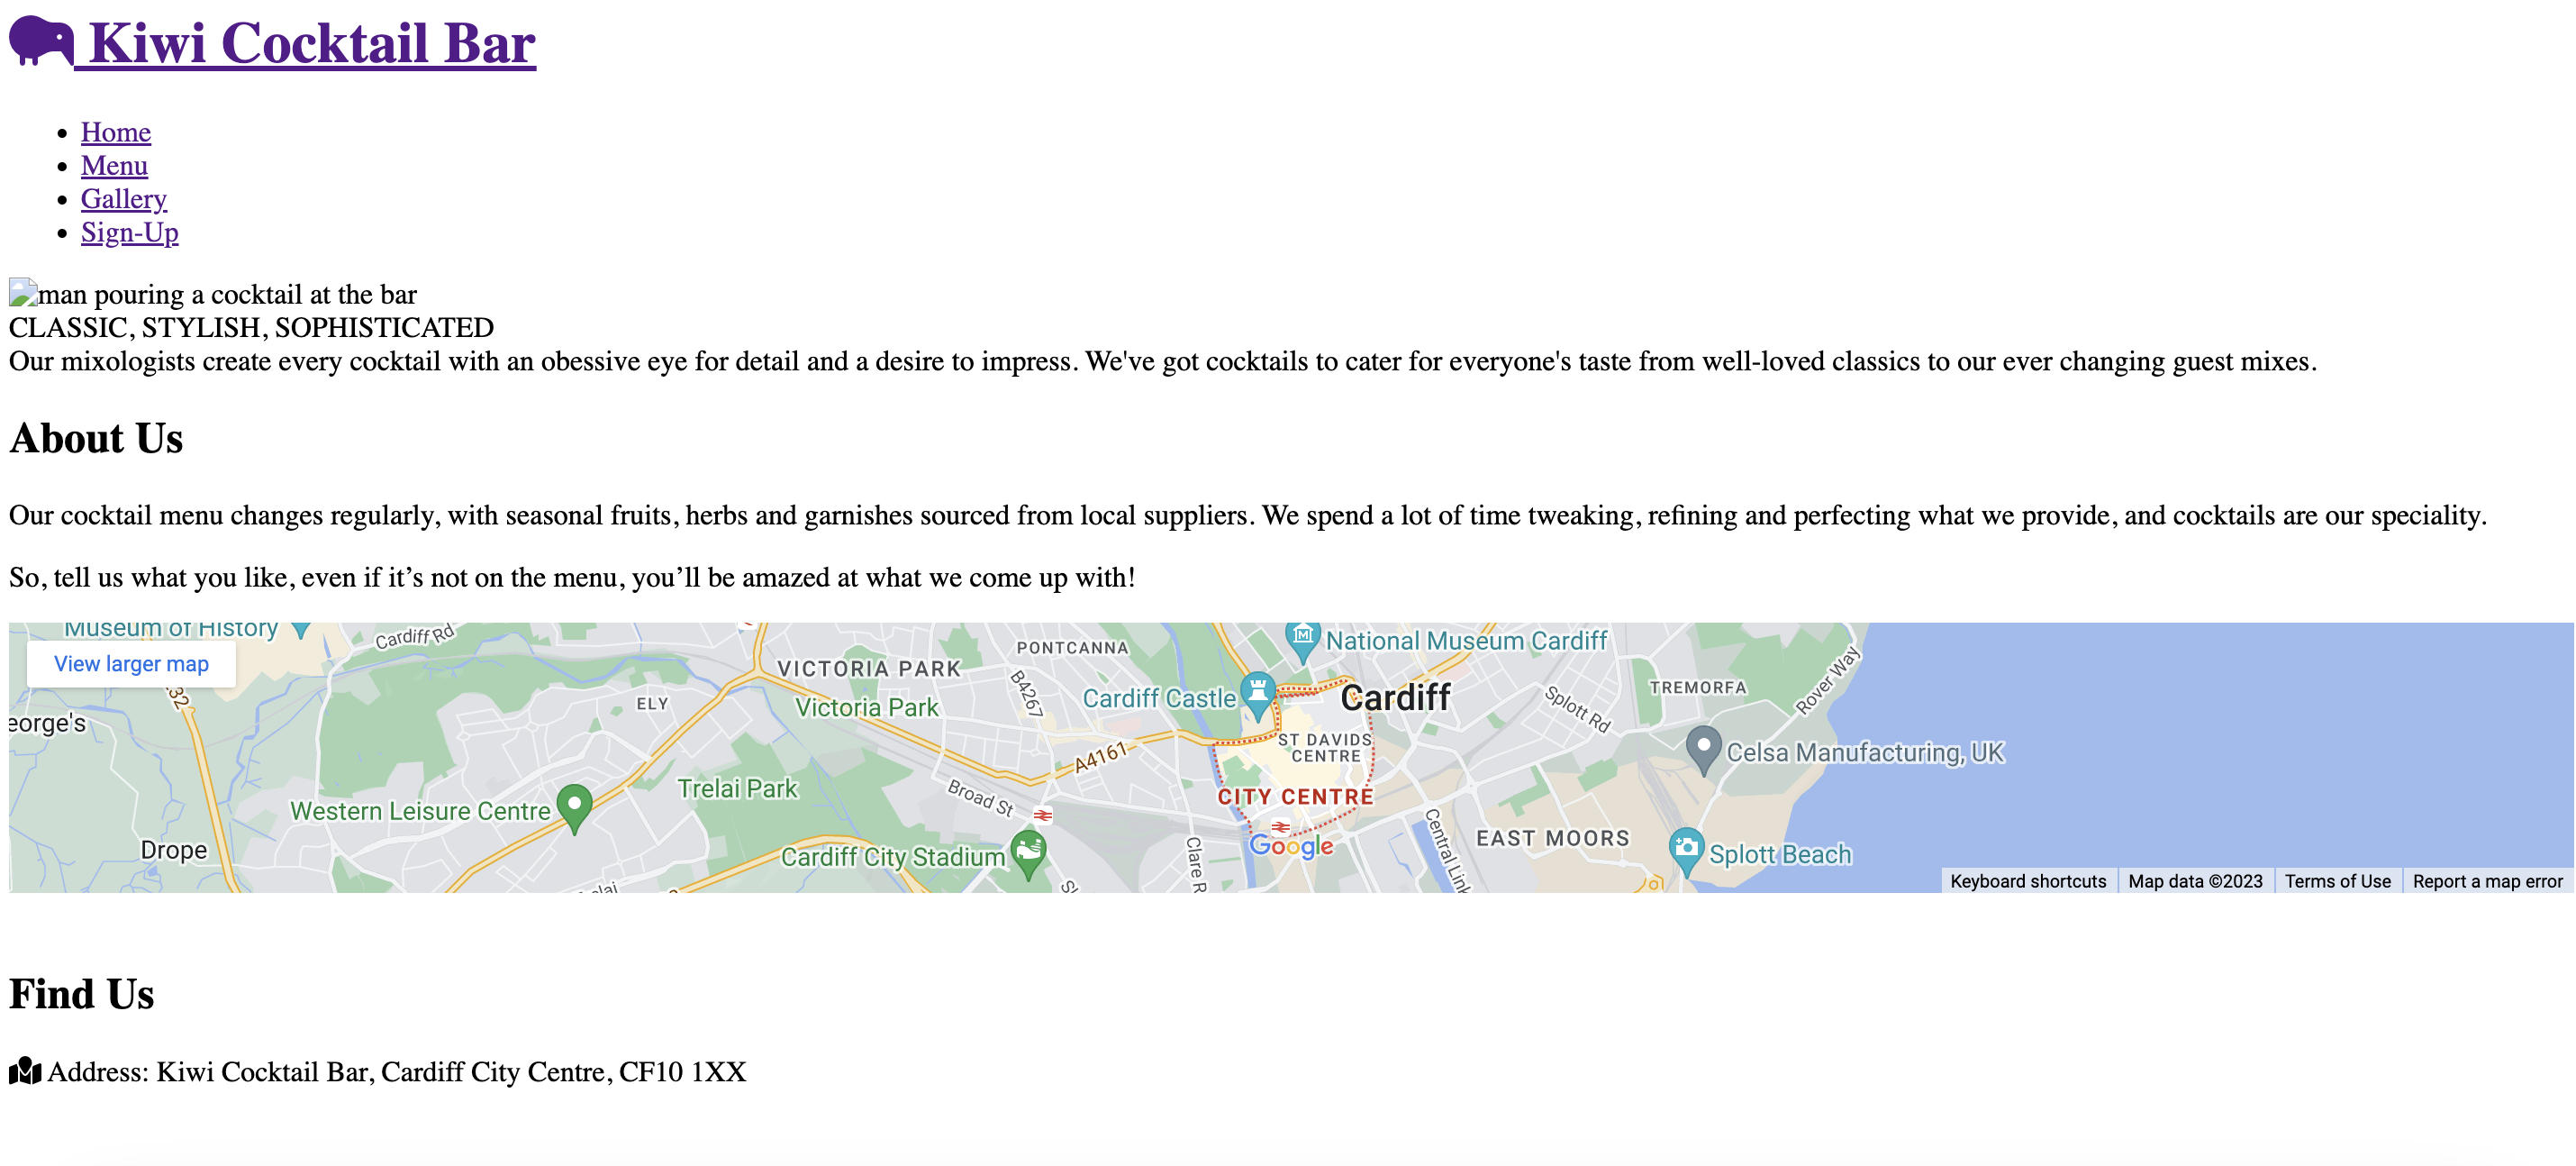 Kiwi Cocktail Bar
Home
Menu
Gallery
Sign-Up
man pouring a cocktail at the bar
CLASSIC, STYLISH, SOPHISTICATED
Our mixologists create every cocktail with an obessive eye for detail and a desire to impress. We've got cocktails to cater for everyone's taste from well-loved classics to our ever changing guest mixes.
About Us
Our cocktail menu changes regularly, with seasonal fruits, herbs and garnishes sourced from local suppliers. We spend a lot of time tweaking, refining and perfecting what we provide, and cocktails are our speciality.
So, tell us what you like, even if it’s not on the menu, you’ll be amazed at what we come up with!
Museum of History
Cardiff Rd
View larger map
PONTCANNA
National Museum Cardiff
VICTORIA PARK
Victoria Park
B4267
Cardiff Castle
Cardiff
Splott Rd
TREMORFA
Rover Way
ELY
eorge's
32
ST DAVIDS
CENTRE
A4161
Celsa Manufacturing, UK
Trelai Park
Broad St
Western Leisure Centre
CITY CENTRE
Drope
Cardiff City Stadium
Clare R
Google
Central Link
EAST MOORS
Splott Beach
Keyboard shortcuts
Map data ©2023
Terms of Use
Report a map error
Find Us
Address: Kiwi Cocktail Bar, Cardiff City Centre, CF10 1XX